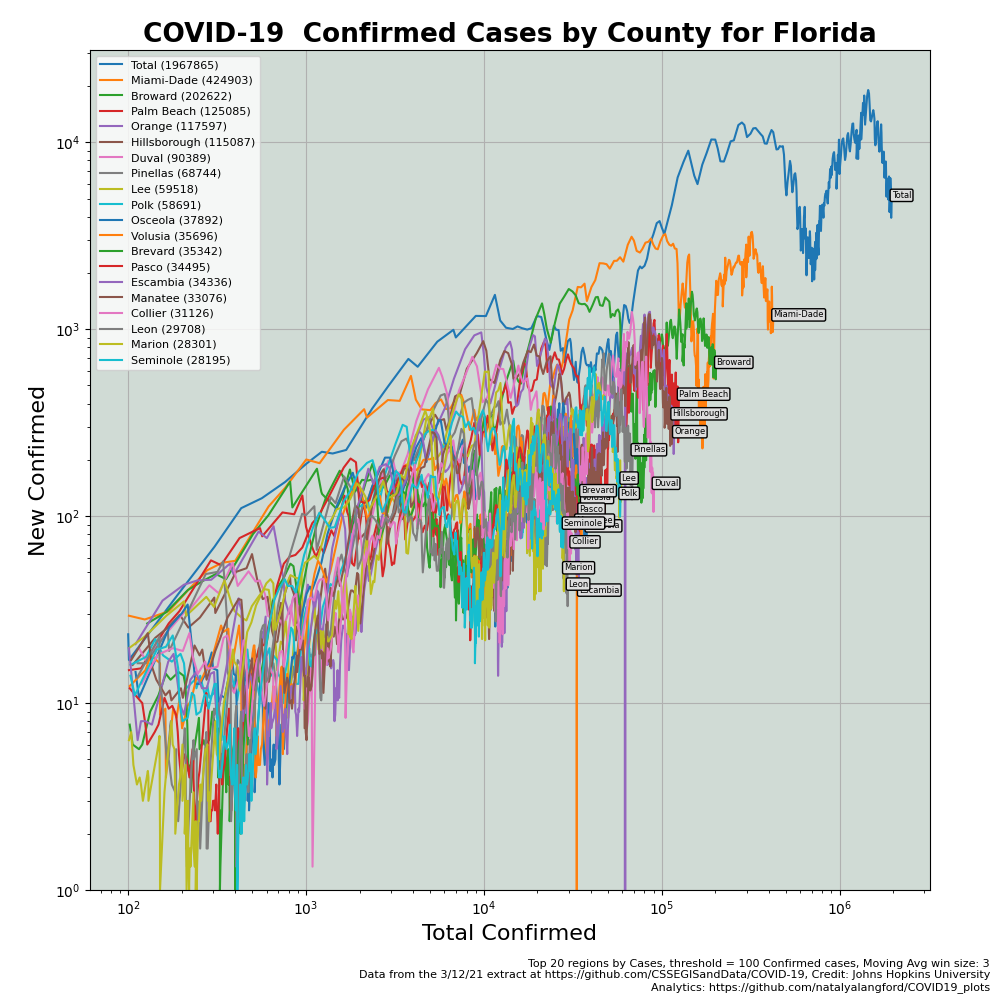 COVID-19  Confirmed Cases by County for Florida
Total (1967865)
Miami-Dade (424903)
Broward (202622)
Palm Beach (125085)
Orange (117597)
Hillsborough (115087)
Duval (90389)
Pinellas (68744)
Lee (59518)
Polk (58691)
Osceola (37892)
Volusia (35696)
Brevard (35342)
Pasco (34495)
Escambia (34336)
Manatee (33076)
Collier (31126)
Leon (29708)
Marion (28301)
Seminole (28195)
New Confirmed
10^4
10^3
10^2
10^1
10^0
Total
Miami-Dade
Broward
Palm Beach
Hillsborough
Orange
Pinellas
Duval
Lee
Polk
Brevard
Pasco
Seminole
Collier
Marion
Leon
10^2
10^3
10^4
10^5
10^6
Total Confirmed
Top 20 regions by Cases, threshold = 100 Confirmed cases, Moving Avg win size: 3
Data from the 3/12/21 extract at https://github.com/CSSEGISandData/COVID-19, Credit: Johns Hopkins University
Analytics: https://github.com/natalyalangford/COVID19_plots